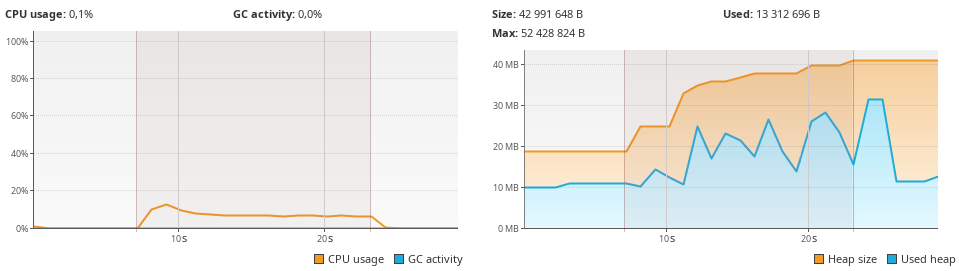 CPU usage: 0,1%
GC activity: 0,0%
100%
80%
60%
40%
20%
0%
10s
20s
CPU usage
GC activity
Size: 42 991 648 B
Used: 13 312 696 B
Max: 52 428 824 B
40 MB
30 MB
20 MB
10 MB
0 MB
10s
20s
Heap size
Used heap